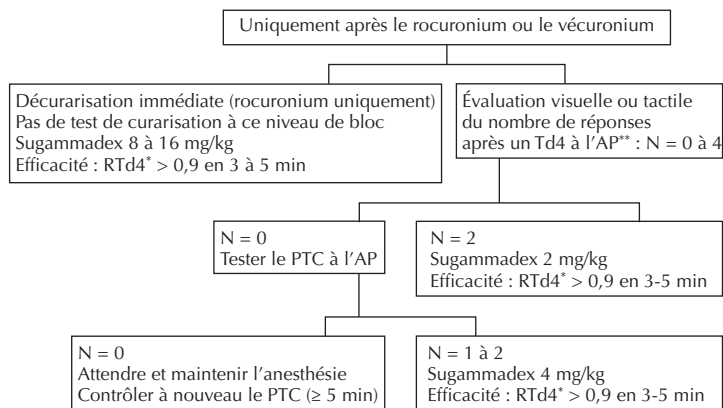 Uniquement après le rocuronium ou le vécuronium
Décurarisation immédiate (rocuronium uniquement)
Pas de test de curarisation à ce niveau de bloc
Sugammadex 8 à 16 mg/kg
Efficacité : RTd4* > 0,9 en 3 à 5 min
Évaluation visuelle ou tactile
du nombre de réponses
après un Td4 à l'AP** : N = 0 à 4
N = 0
Tester le PTC à l'AP
N = 2
Sugammadex 2 mg/kg
Efficacité : RTd4* > 0,9 en 3-5 min
N = 0
Attendre et maintenir l'anesthésie
Contrôler à nouveau le PTC (≥ 5 min)
N = 1 à 2
Sugammadex 4 mg/kg
Efficacité : RTd4* > 0,9 en 3-5 min